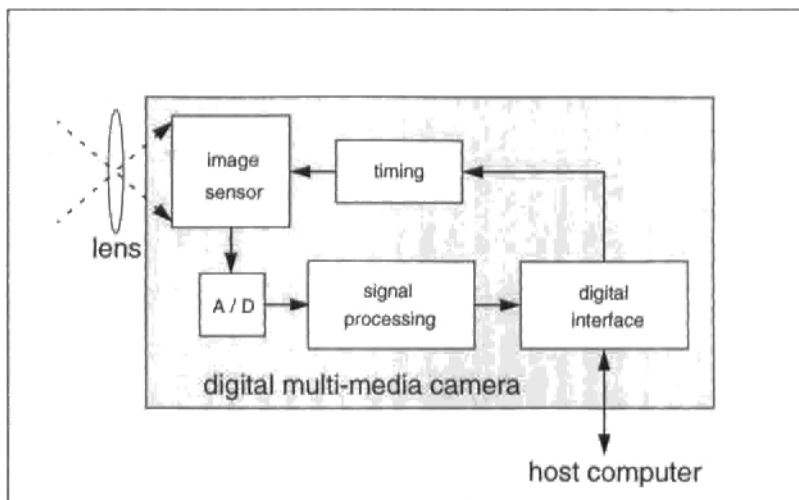 image
sensor
timing
lens
A / D
signal
processing
digital
interface
digital multi-media camera
host computer